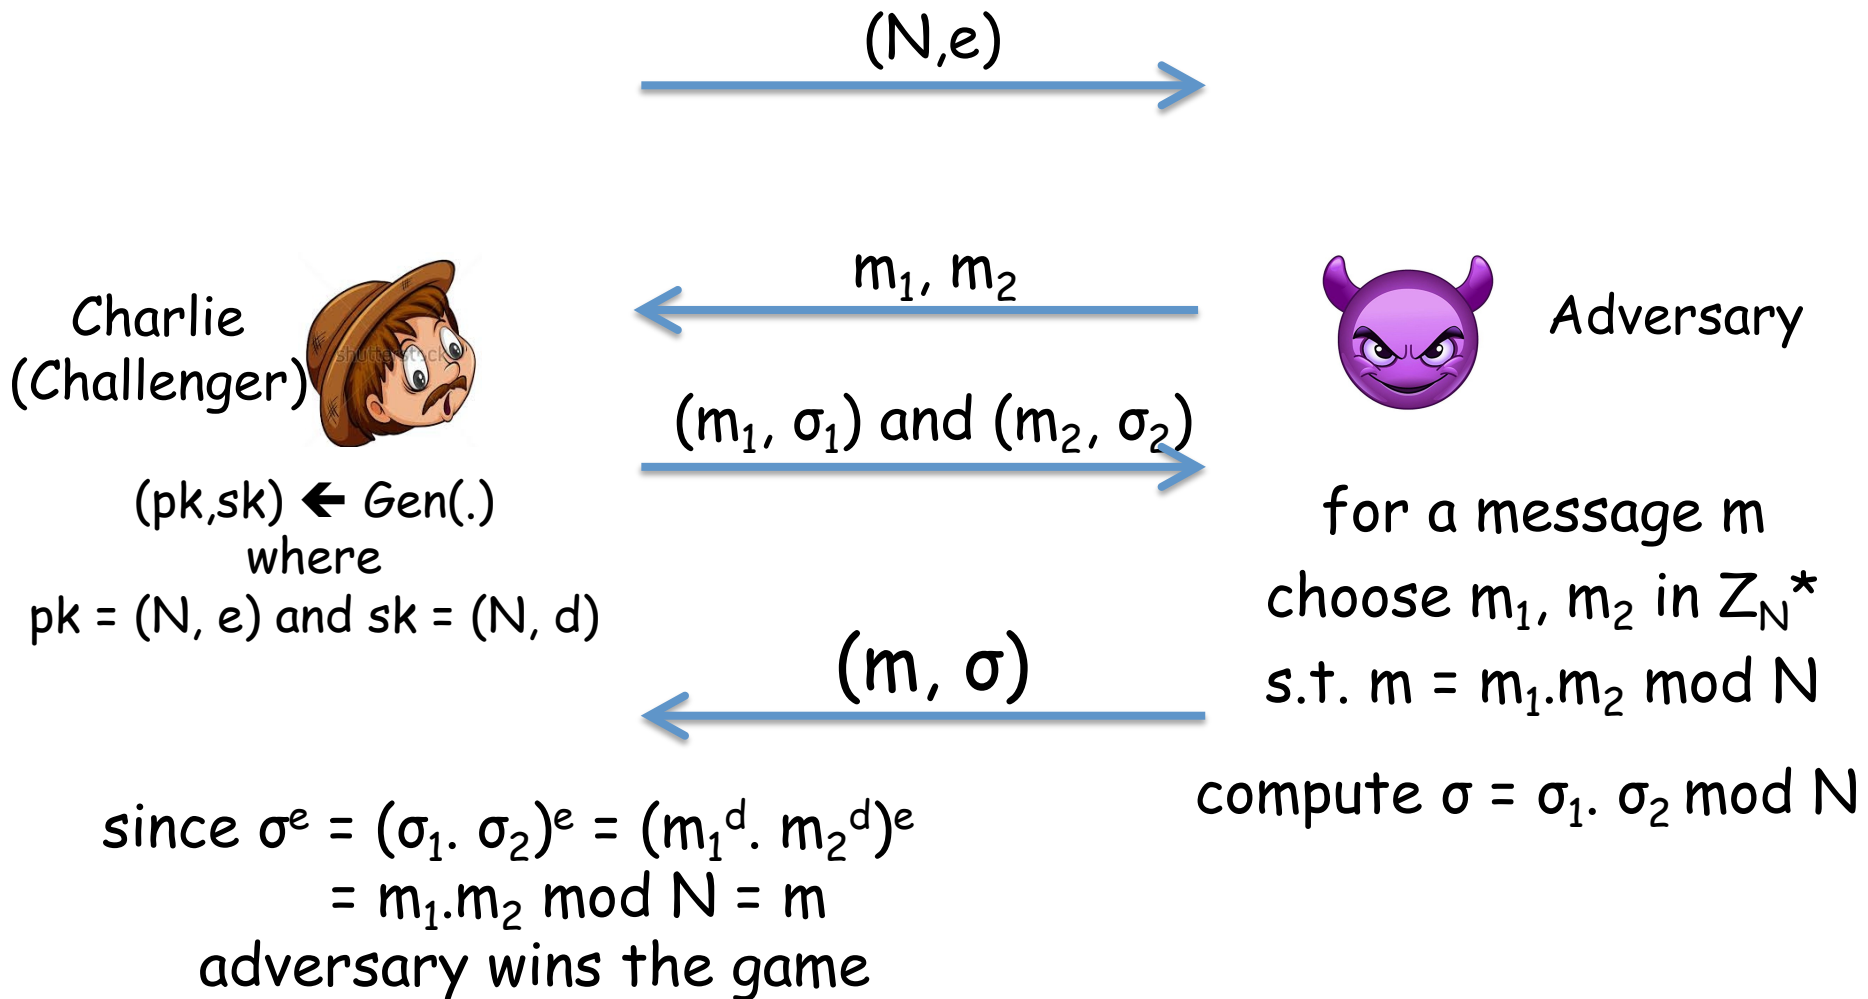 (N,e)
m₁, m₂
Charlie
(Challenger)
shutterstock
Adversary
(m₁, σ₁) and (m₂, σ₂)
(pk,sk) 🡰 Gen(.)
where
pk = (N, e) and sk = (N, d)
for a message m
choose m₁, m₂ in Z_N*
s.t. m = m₁.m₂ mod N
(m, σ)
compute σ = σ₁. σ₂ mod N
since σᵉ = (σ₁. σ₂)ᵉ = (m₁ᵈ. m₂ᵈ)ᵉ
= m₁.m₂ mod N = m
adversary wins the game